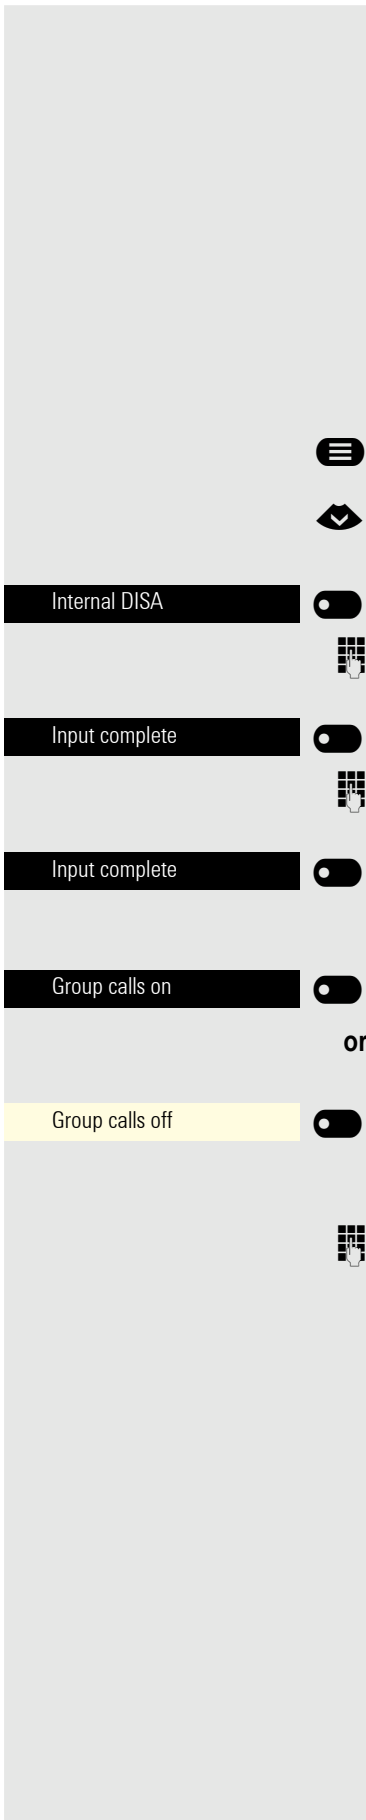 Internal DISA
Input complete
Input complete
Group calls on
or
Group calls off